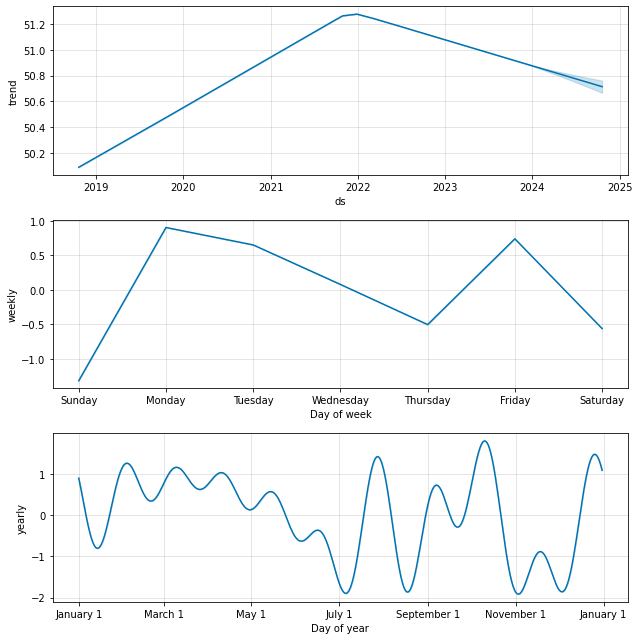 51.2
51.0
50.8
50.6
50.4
50.2
trend
2019 2020 2021 2022 2023 2024 2025
ds
1.0
0.5
0.0
−0.5
−1.0
weekly
Sunday Monday Tuesday Wednesday Thursday Friday Saturday
Day of week
1
0
−1
−2
yearly
January 1 March 1 May 1 July 1 September 1 November 1 January 1
Day of year